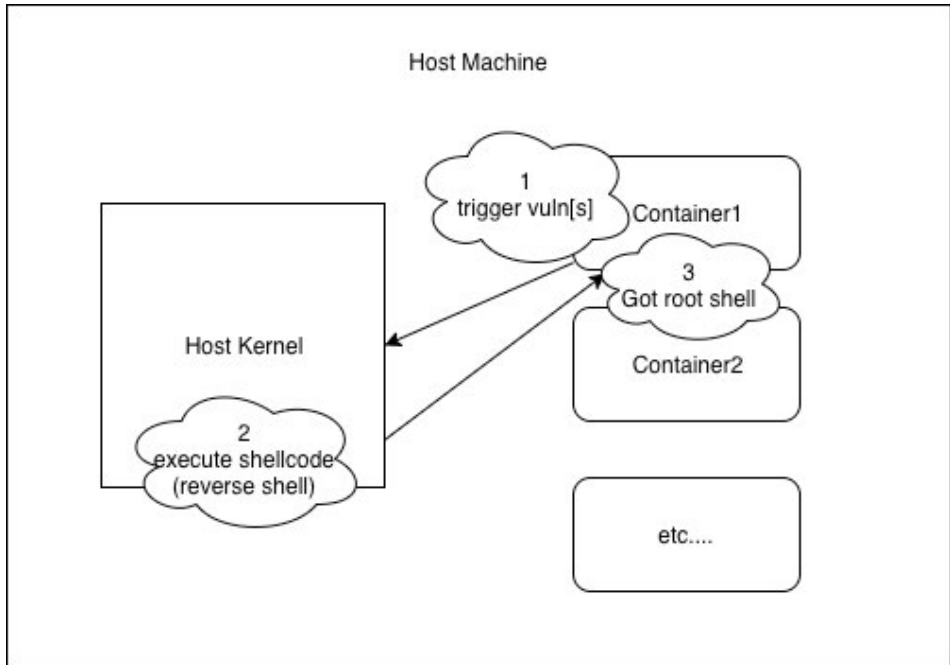 Host Machine
1
trigger vuln[s]
Container1
3
Got root shell
Host Kernel
Container2
2
execute shellcode
(reverse shell)
etc....